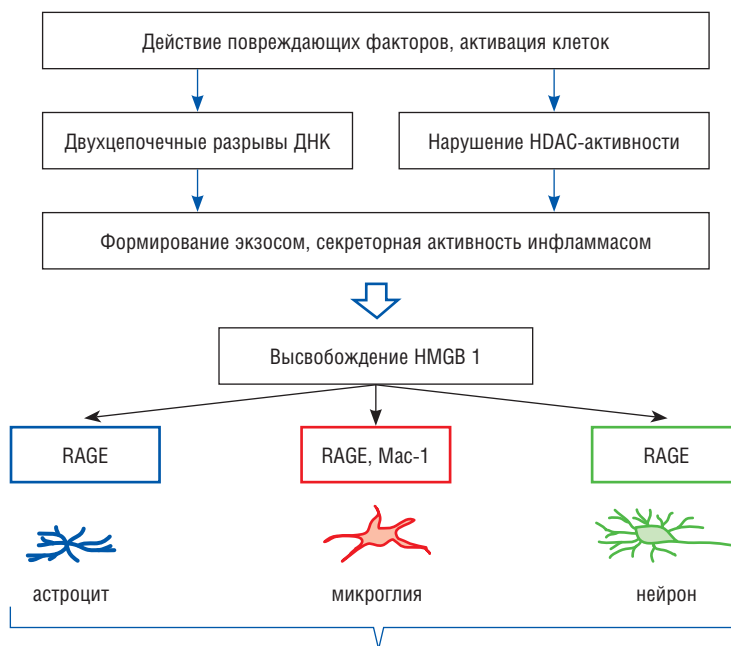 Действие повреждающих факторов, активация клеток
Двухцепочечные разрывы ДНК
Нарушение HDAC-активности
Формирование экзосом, секреторная активность инфламмасом
Высвобождение HMGB 1
RAGE
RAGE, Mac-1
RAGE
астроцит
микроглия
нейрон